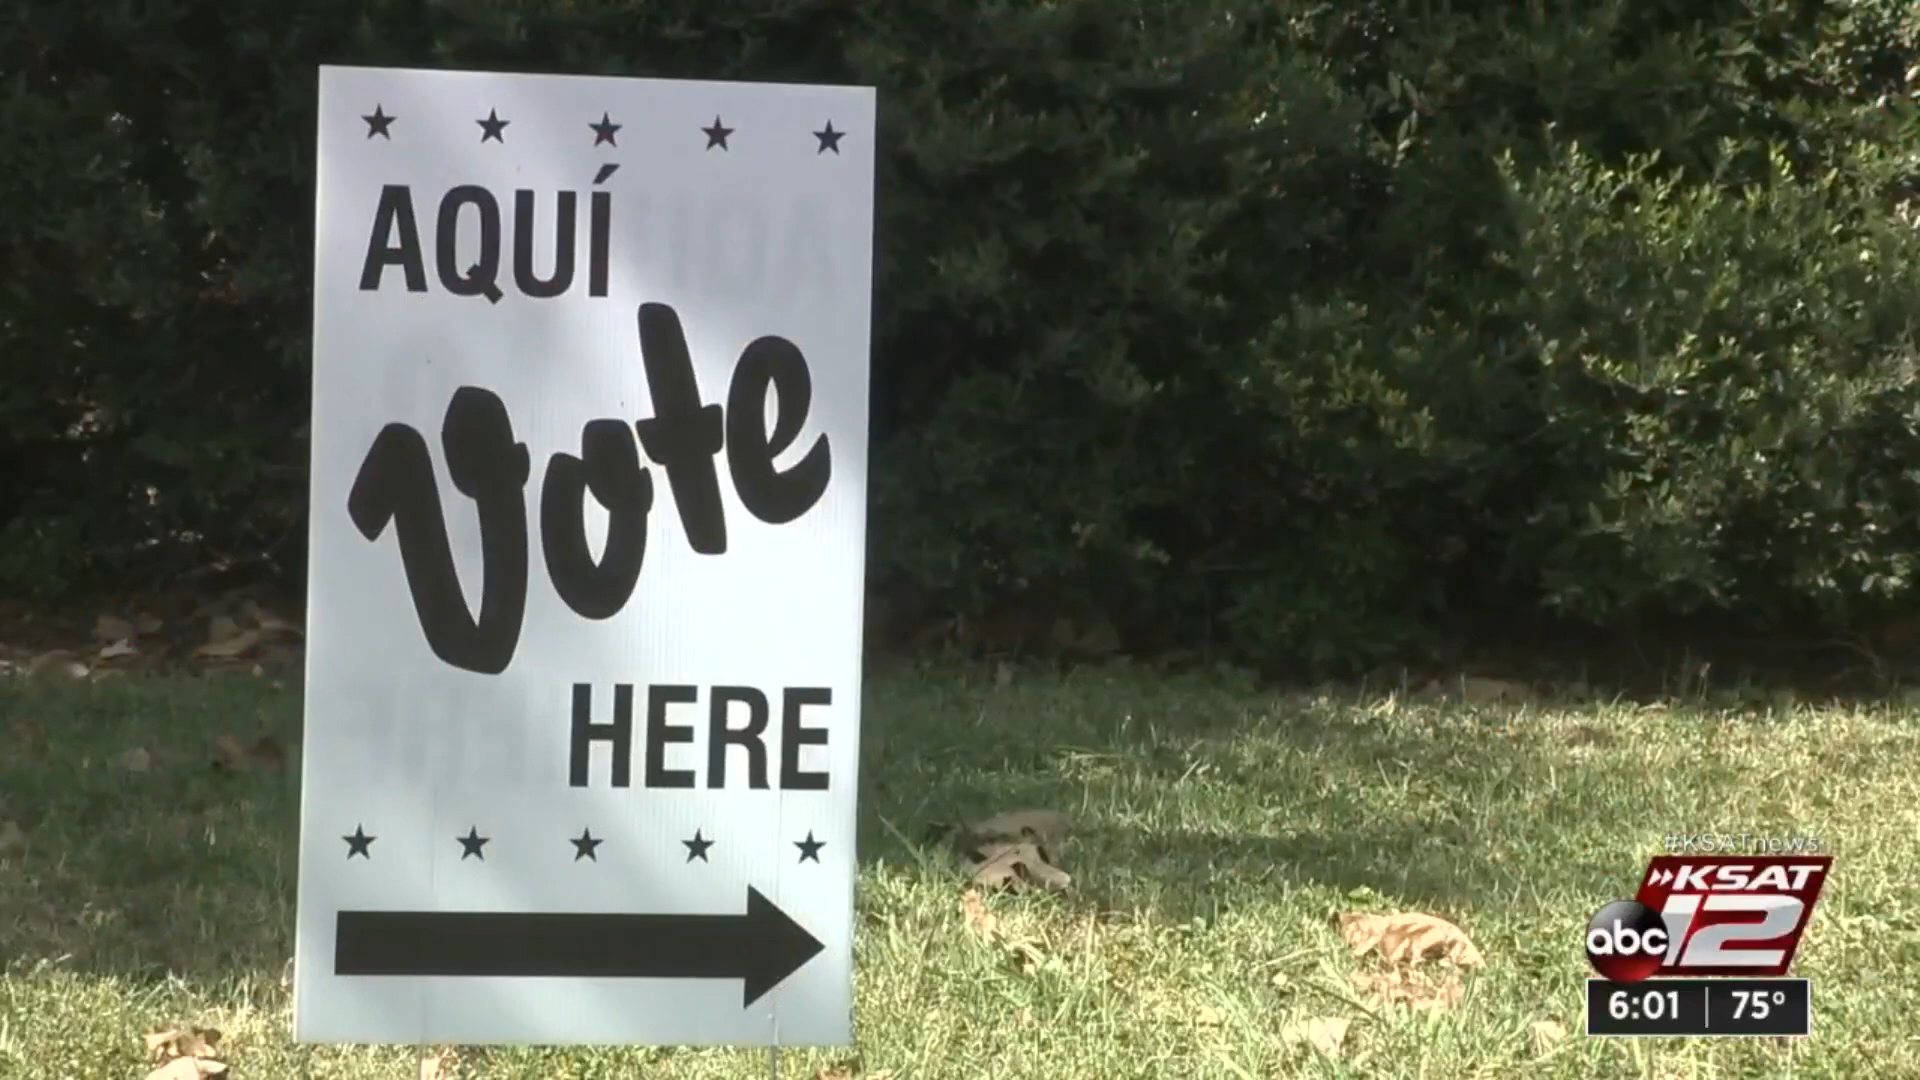 AQUÍ
Vote
HERE
#KSATnews
KSAT
12
abc
6:01 75°